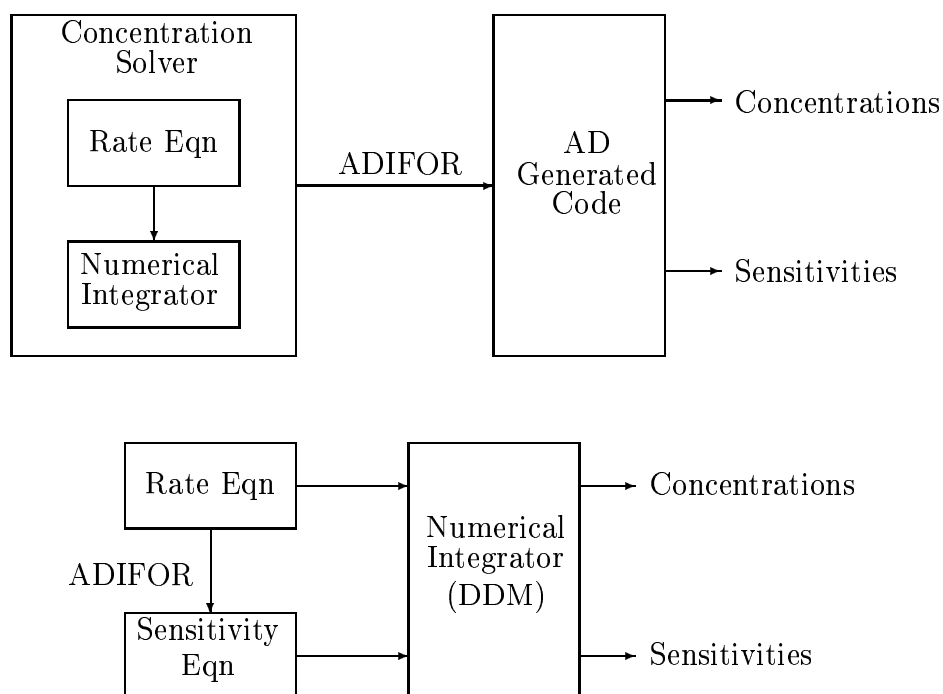 Concentration
Solver
Rate Eqn
Numerical
Integrator
ADIFOR
AD
Generated
Code
Concentrations
Sensitivities
Rate Eqn
ADIFOR
Sensitivity
Eqn
Numerical
Integrator
(DDM)
Concentrations
Sensitivities